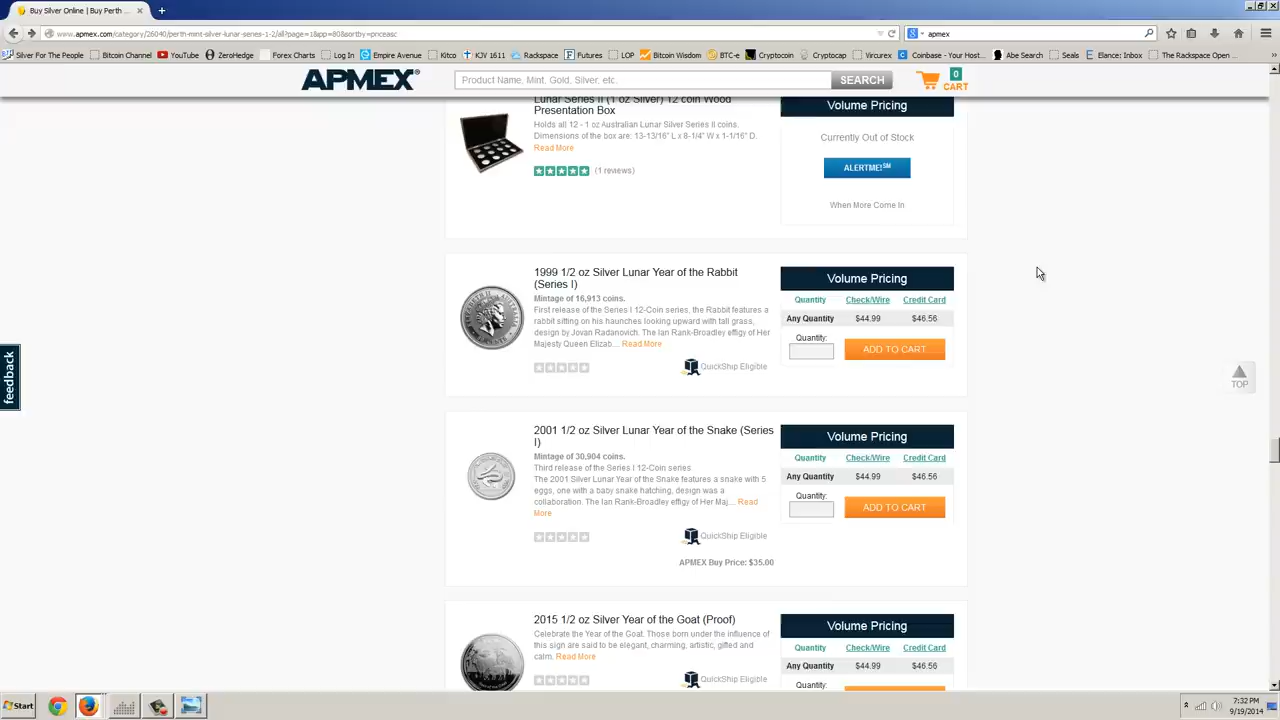 Buy Silver Online | Buy Perth ...
www.apmex.com/category/26040/perth-mint-silver-lunar-series-1-2/all?page=1&app=80&sortby=priceasc
apmex
Silver For The People
Bitcoin Channel
YouTube
ZeroHedge
Forex Charts
Log In
Empire Avenue
Kitco
KJV 1611
Rackspace
Futures
LOP
Bitcoin Wisdom
BTC-e
Cryptocoin
Cryptocap
Vircurex
Coinbase - Your Host...
Abe Search
Seals
Elance: Inbox
The Rackspace Open ...
APMEX®
Product Name, Mint, Gold, Silver, etc.
SEARCH
0
CART
Lunar Series II (1 oz Silver) 12 coin Wood
Presentation Box
Holds all 12 - 1 oz Australian Lunar Silver Series II coins.
Dimensions of the box are: 13-13/16" L x 8-1/4" W x 1-1/16" D.
Read More
(1 reviews)
Volume Pricing
Currently Out of Stock
ALERTME!SM
When More Come In
1999 1/2 oz Silver Lunar Year of the Rabbit
(Series I)
Mintage of 16,913 coins.
First release of the Series I 12-Coin series, the Rabbit features a
rabbit sitting on his haunches looking upward with tall grass,
design by Jovan Radanovich. The Ian Rank-Broadley effigy of Her
Majesty Queen Elizab.... Read More
QuickShip Eligible
Volume Pricing
Quantity Check/Wire Credit Card
Any Quantity $44.99 $46.56
Quantity:
ADD TO CART
2001 1/2 oz Silver Lunar Year of the Snake (Series
I)
Mintage of 30,904 coins.
Third release of the Series I 12-Coin series.
The 2001 Silver Lunar Year of the Snake features a snake with 5
eggs, one with a baby snake hatching, design was a
collaboration. The Ian Rank-Broadley effigy of Her Maj.... Read
More
QuickShip Eligible
APMEX Buy Price: $35.00
Volume Pricing
Quantity Check/Wire Credit Card
Any Quantity $44.99 $46.56
Quantity:
ADD TO CART
2015 1/2 oz Silver Year of the Goat (Proof)
Celebrate the Year of the Goat. Those born under the influence of
this sign are said to be elegant, charming, artistic, gifted and
calm. Read More
QuickShip Eligible
Volume Pricing
Quantity Check/Wire Credit Card
Any Quantity $44.99 $46.56
Quantity:
feedback
TOP
Start
7:32 PM
9/19/2014